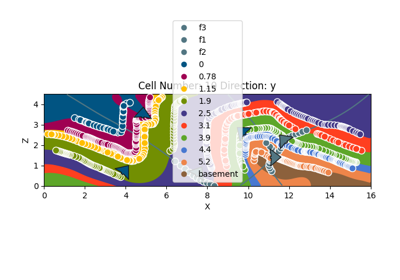 f3
f1
f2
0
0.78
1.15
1.9
2.5
3.1
3.9
4.4
5.2
basement
Cell Number: Direction: y
4
3
2
1
0
Z
0 2 4 6 8 10 12 14 16
X